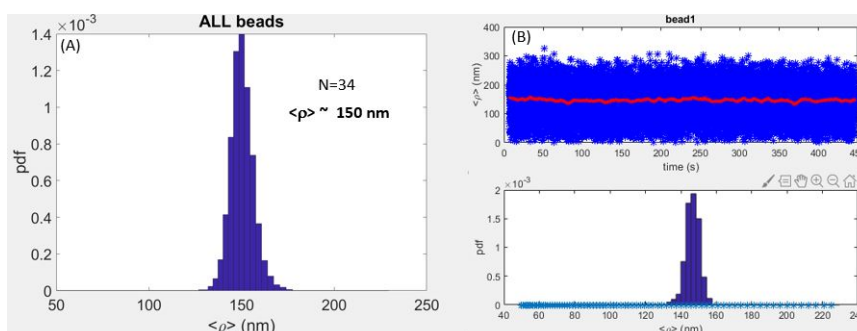 ALL beads
×10-3
(A)
1.4
1.2
1
0.8
0.6
0.4
0.2
0
pdf
50 100 150 200 250
<ρ> (nm)
N=34
<ρ> ~ 150 nm
bead1
(B)
400
300
200
100
0
<ρ> (nm)
0 50 100 150 200 250 300 350 400 450
time (s)
×10-3
2
1.5
1
0.5
0
pdf
40 60 80 100 120 140 160 180 200 220 240
<ρ> (nm)